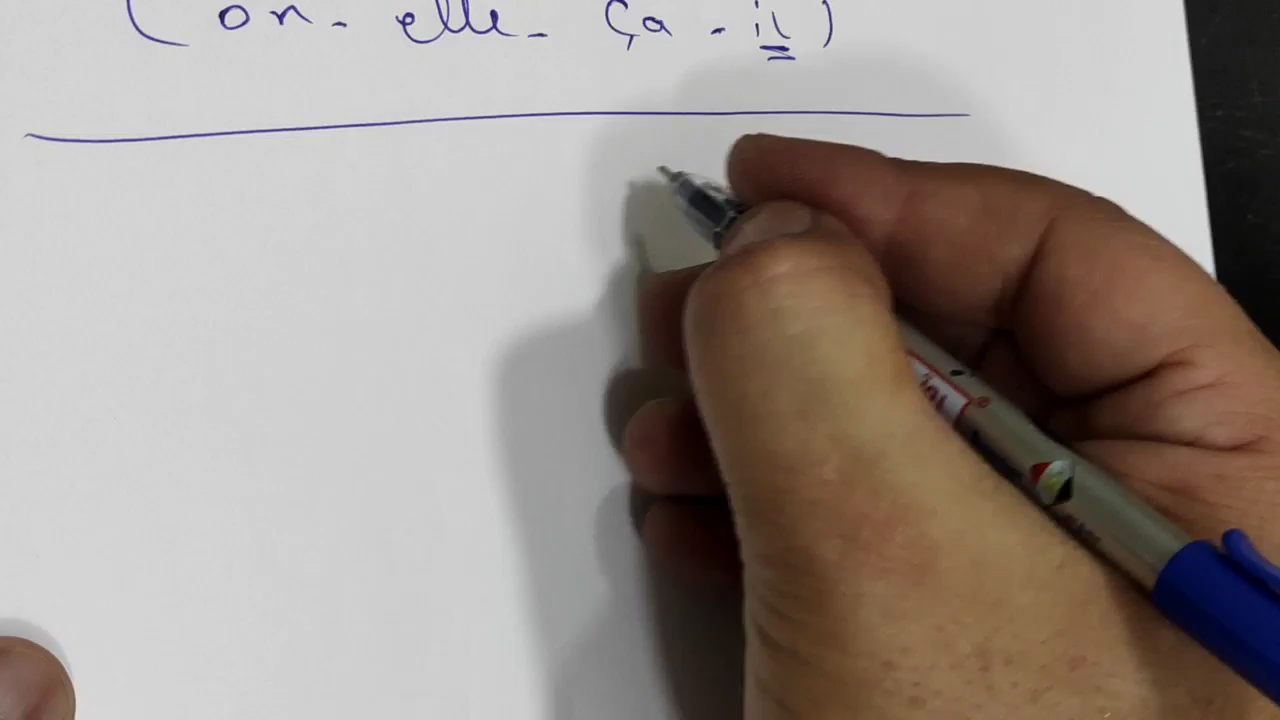 ( on - elle - ça - il )